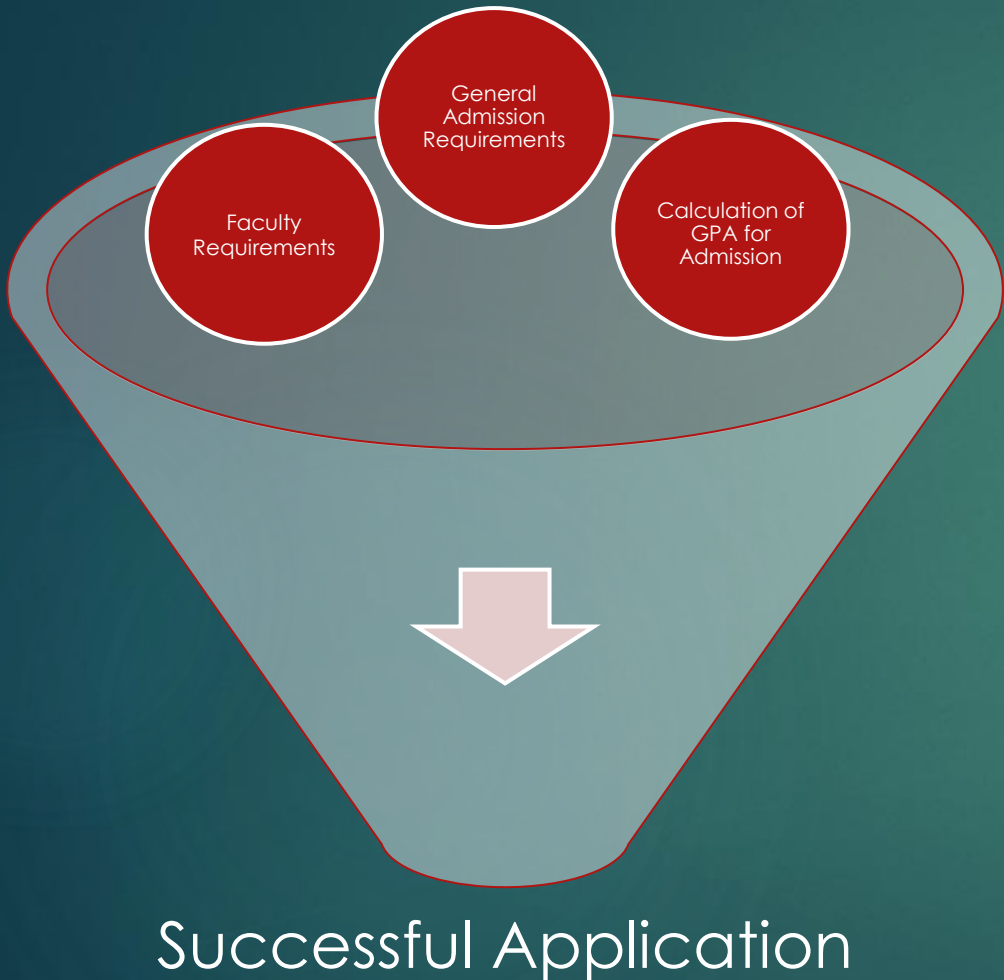 General
Admission
Requirements
Faculty
Requirements
Calculation of
GPA for
Admission
Successful Application